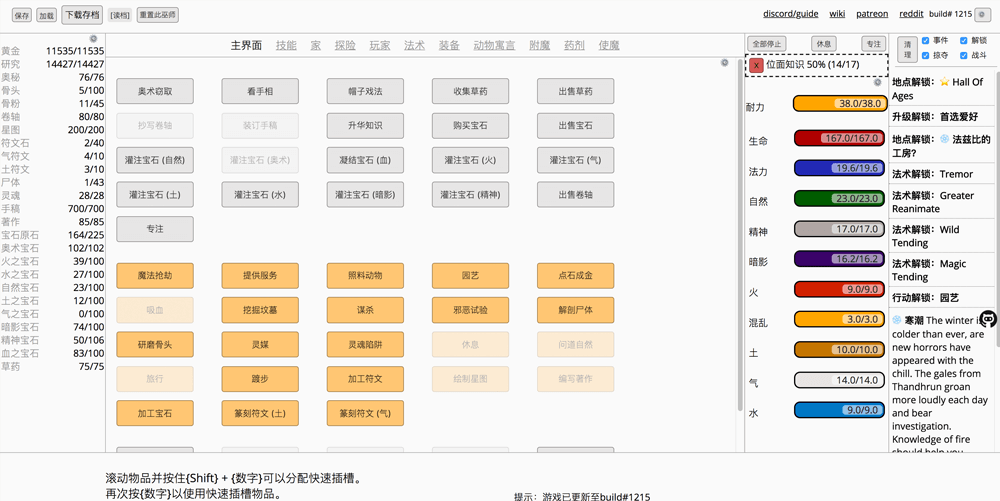 保存 加载 下载存档 [读档] 重置此巫师
discord/guide wiki patreon reddit build# 1215
黄金 11535/11535
研究 14427/14427
奥秘 76/76
骨头 5/100
骨粉 11/45
卷轴 80/80
星图 200/200
符文石 2/40
气符文 4/10
土符文 3/10
尸体 1/43
灵魂 28/28
手稿 700/700
著作 85/85
宝石原石 164/225
奥术宝石 102/102
火之宝石 39/100
水之宝石 27/100
自然宝石 23/100
土之宝石 12/100
气之宝石 0/100
暗影宝石 74/100
精神宝石 50/106
血之宝石 83/100
草药 75/75
主界面 技能 家 探险 玩家 法术 装备 动物寓言 附魔 药剂 使魔
奥术窃取 看手相 帽子戏法 收集草药 出售草药
抄写卷轴 装订手稿 升华知识 购买宝石 出售宝石
灌注宝石 (自然) 灌注宝石 (奥术) 凝结宝石 (血) 灌注宝石 (火) 灌注宝石 (气)
灌注宝石 (土) 灌注宝石 (水) 灌注宝石 (暗影) 灌注宝石 (精神) 出售卷轴
专注
魔法抢劫 提供服务 照料动物 园艺 点石成金
吸血 挖掘坟墓 谋杀 邪恶试验 解剖尸体
研磨骨头 灵媒 灵魂陷阱 休息 问道自然
旅行 踱步 加工符文 绘制星图 编写著作
加工宝石 篆刻符文 (土) 篆刻符文 (气)
全部停止 休息 专注
X 位面知识 50% (14/17)
耐力 38.0/38.0
生命 167.0/167.0
法力 19.6/19.6
自然 23.0/23.0
精神 17.0/17.0
暗影 16.2/16.2
火 9.0/9.0
混乱 3.0/3.0
土 10.0/10.0
气 14.0/14.0
水 9.0/9.0
清理 事件 解锁
掠夺 战斗
地点解锁: ⭐ Hall Of
Ages
升级解锁: 首选爱好
地点解锁: ❄ 法兹比的
工房?
法术解锁: Tremor
法术解锁: Greater
Reanimate
法术解锁: Wild
Tending
法术解锁: Magic
Tending
行动解锁: 园艺
❄ 寒潮 The winter is
colder than ever, are
new horrors have
appeared with the
chill. The gales from
Thandhrun groan
more loudly each day
and bear
investigation.
Knowledge of fire
should help you
滚动物品并按住{Shift} + {数字}可以分配快速插槽。
再次按{数字}以使用快速插槽物品。
提示: 游戏已更新至build#1215